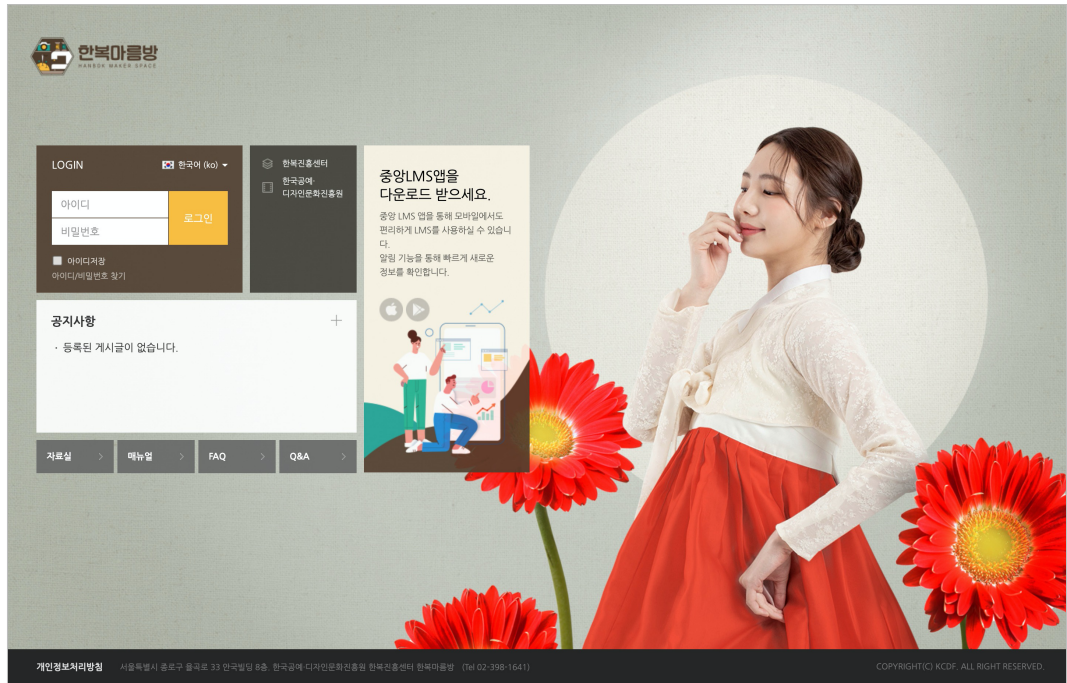 한복마름방
HANBOK MAKER SPACE
LOGIN
한국어 (ko)
아이디
비밀번호
로그인
아이디저장
아이디/비밀번호 찾기
한복진흥센터
한국공예·
디자인문화진흥원
중앙LMS앱을
다운로드 받으세요.
중앙 LMS 앱을 통해 모바일에서도
편리하게 LMS를 사용하실 수 있습니
다.
알림 기능을 통해 빠르게 새로운
정보를 확인합니다.
공지사항
· 등록된 게시글이 없습니다.
자료실
매뉴얼
FAQ
Q&A
개인정보처리방침
서울특별시 종로구 율곡로 33 안국빌딩 8층. 한국공예·디자인문화진흥원 한복진흥센터 한복마름방 (Tel 02-398-1641)
COPYRIGHT(C) KCDF. ALL RIGHT RESERVED.